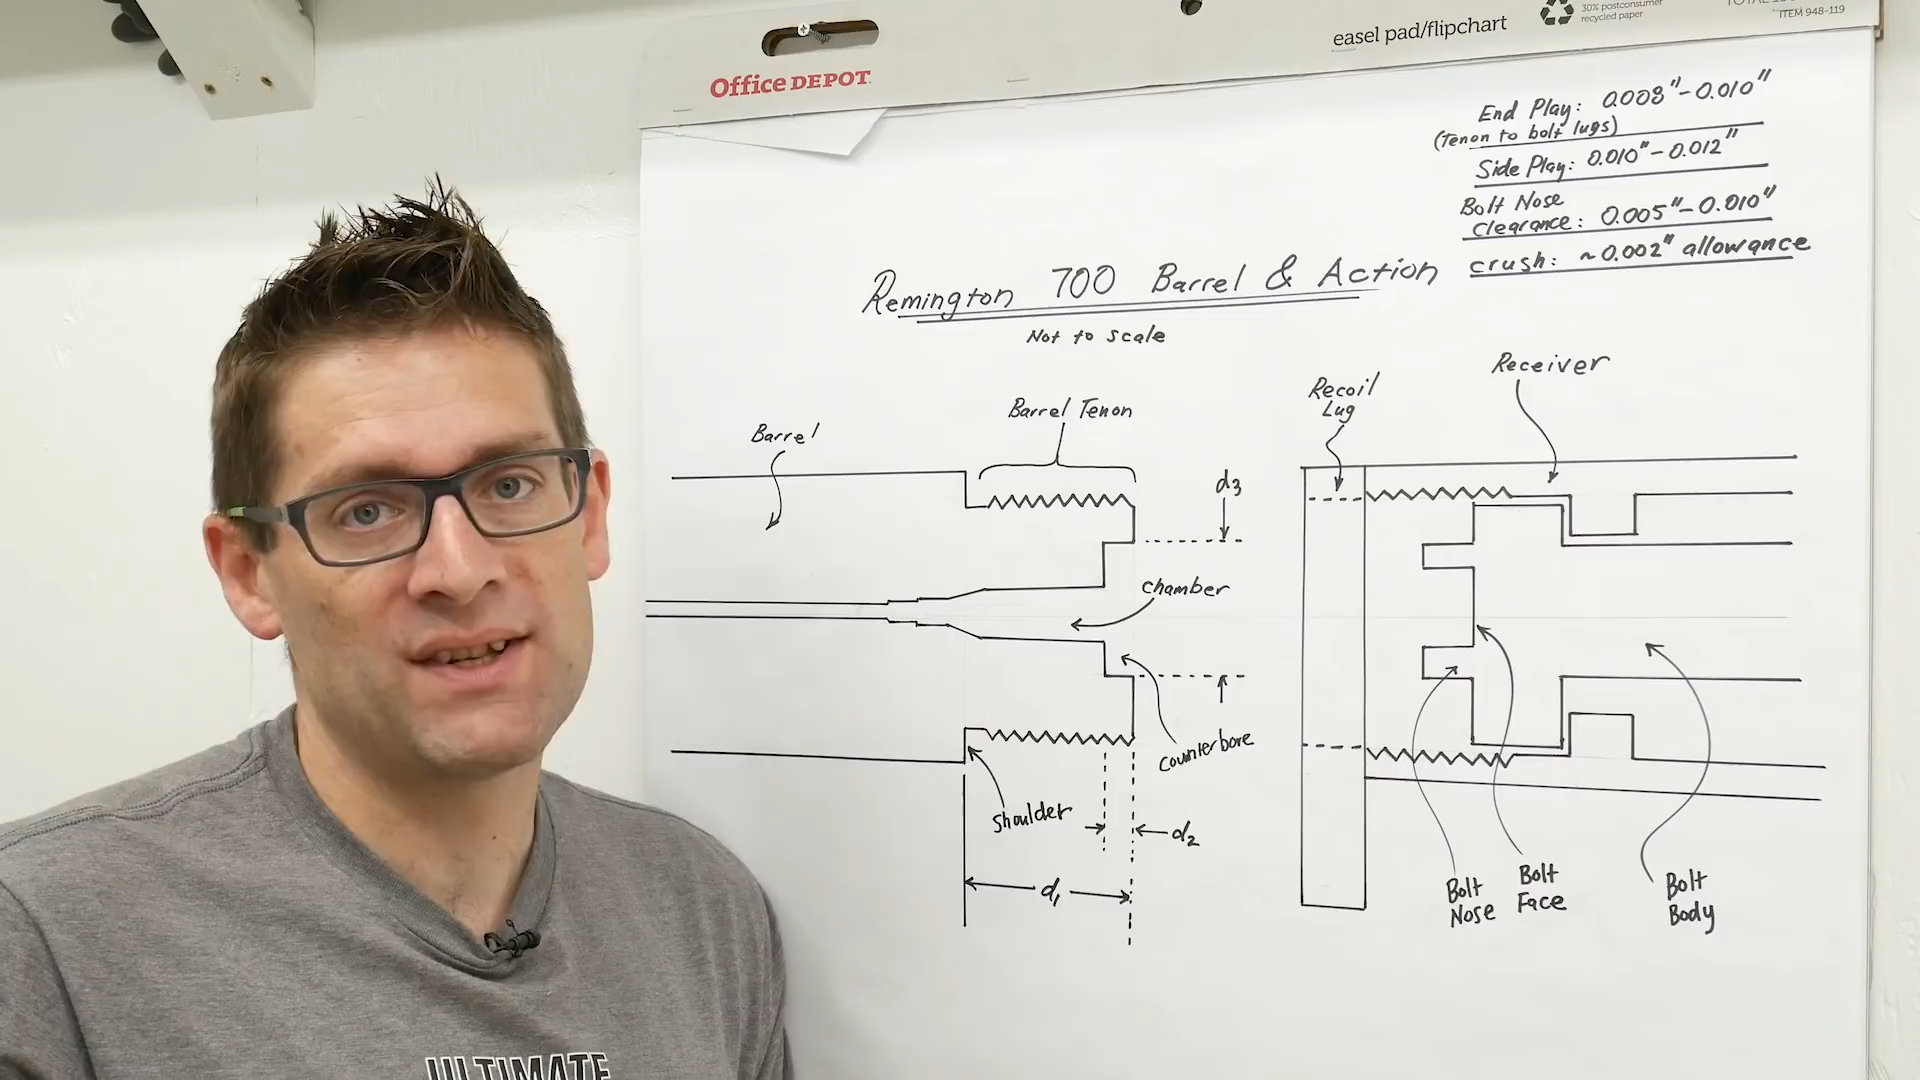 easel pad/flipchart
30% postconsumer
recycled paper
ITEM 948-119
Office DEPOT
End Play: 0.008"-0.010"
(Tenon to bolt lugs)
Side Play: 0.010"-0.012"
Bolt Nose
clearance: 0.005"-0.010"
crush: ~0.002" allowance
Remington 700 Barrel & Action
Not to scale
Barrel
Barrel Tenon
d3
Recoil
Lug
Receiver
chamber
counterbore
shoulder
d2
d1
Bolt
Nose
Bolt
Face
Bolt
Body
ULTIMATE